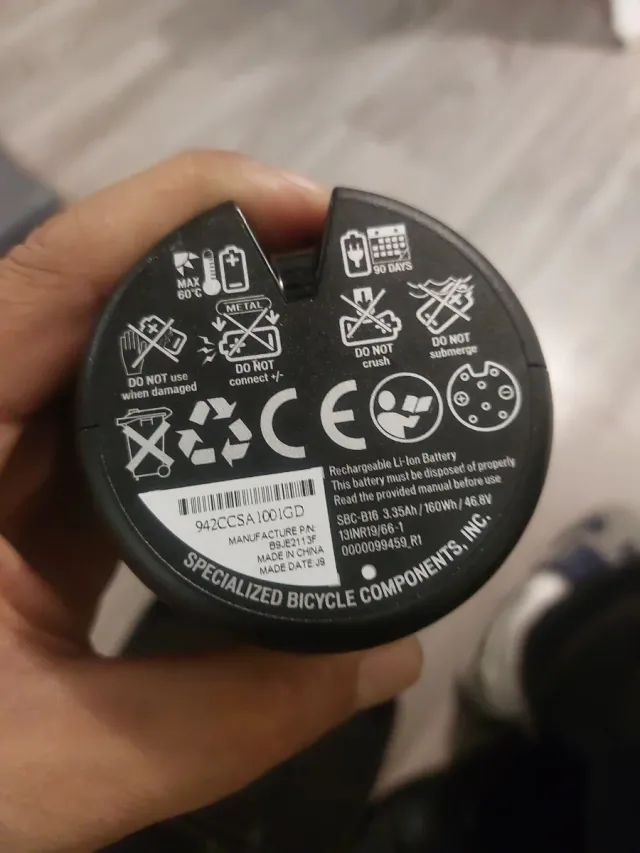 MAX
60°C
90 DAYS
METAL
DO NOT use
when damaged
DO NOT
connect +/-
DO NOT
crush
DO NOT
submerge
CE
Rechargeable Li-Ion Battery
This battery must be disposed of properly
Read the provided manual before use
SBC-B16 3.35Ah / 160Wh / 46.8V
13INR19/66-1
0000099459_R1
942CCSA1001GD
MANUFACTURE P/N:
B9JE2113F
MADE IN CHINA
MADE DATE J9
SPECIALIZED BICYCLE COMPONENTS, INC.